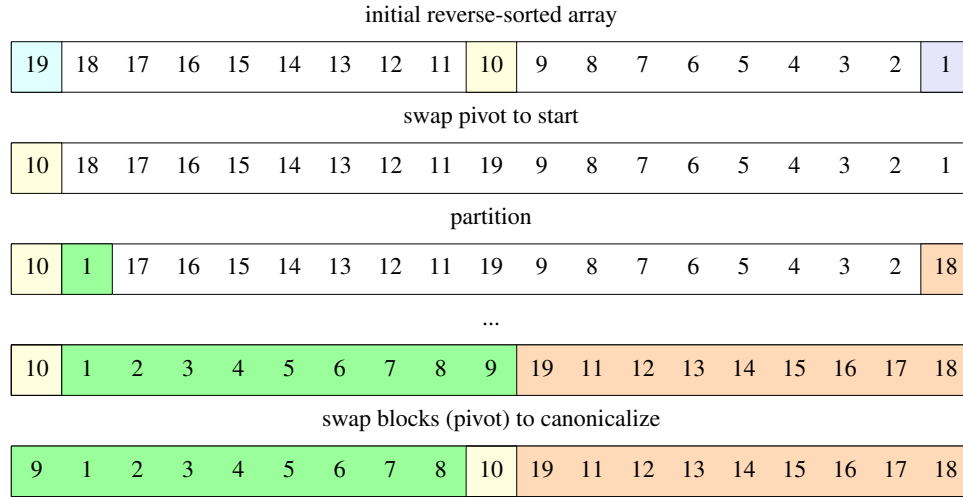 initial reverse-sorted array
19 18 17 16 15 14 13 12 11 10 9 8 7 6 5 4 3 2 1
swap pivot to start
10 18 17 16 15 14 13 12 11 19 9 8 7 6 5 4 3 2 1
partition
10 1 17 16 15 14 13 12 11 19 9 8 7 6 5 4 3 2 18
...
10 1 2 3 4 5 6 7 8 9 19 11 12 13 14 15 16 17 18
swap blocks (pivot) to canonicalize
9 1 2 3 4 5 6 7 8 10 19 11 12 13 14 15 16 17 18